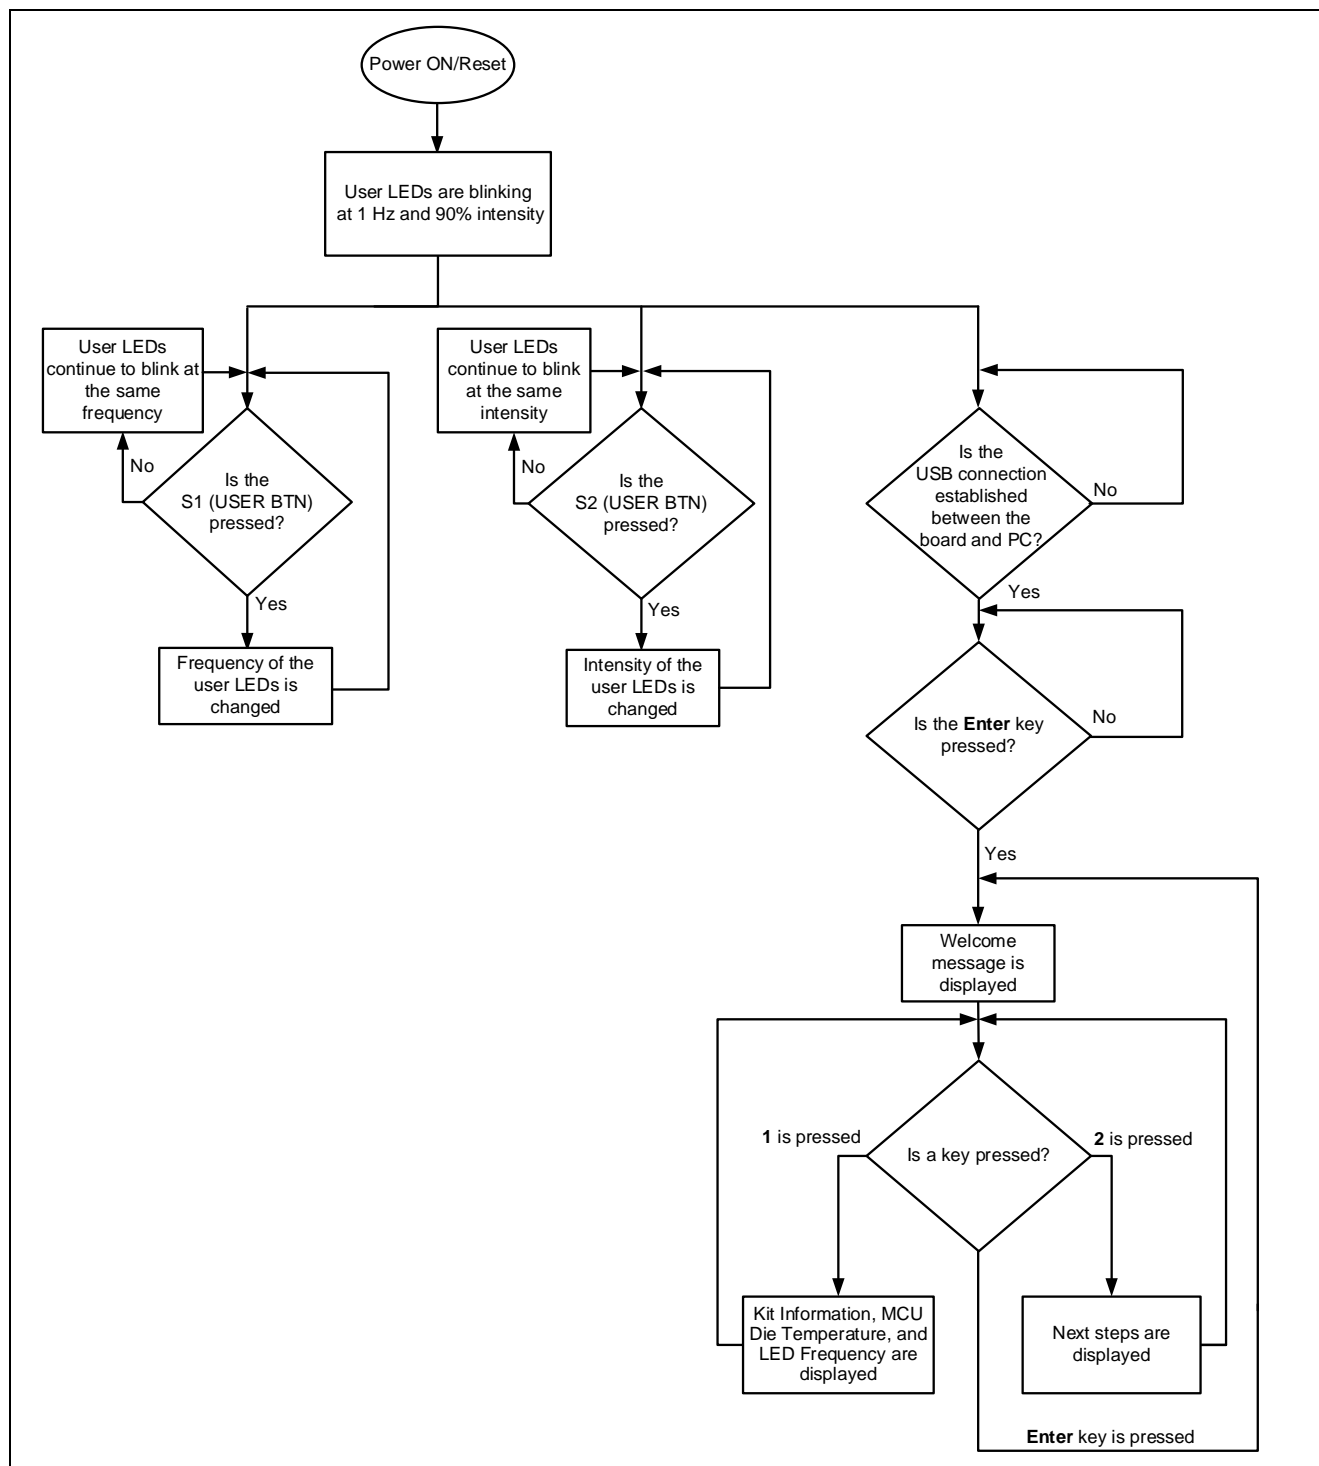 Power ON/Reset
User LEDs are blinking
at 1 Hz and 90% intensity
User LEDs
continue to blink at
the same
frequency
No
Is the
S1 (USER BTN)
pressed?
Yes
Frequency of the
user LEDs is
changed
User LEDs
continue to blink
at the same
intensity
No
Is the
S2 (USER BTN)
pressed?
Yes
Intensity of the
user LEDs is
changed
Is the
USB connection
established
between the
board and PC?
No
Yes
Is the Enter key
pressed?
No
Yes
Welcome
message is
displayed
1 is pressed
Is a key pressed?
2 is pressed
Kit Information, MCU
Die Temperature, and
LED Frequency are
displayed
Next steps are
displayed
Enter key is pressed